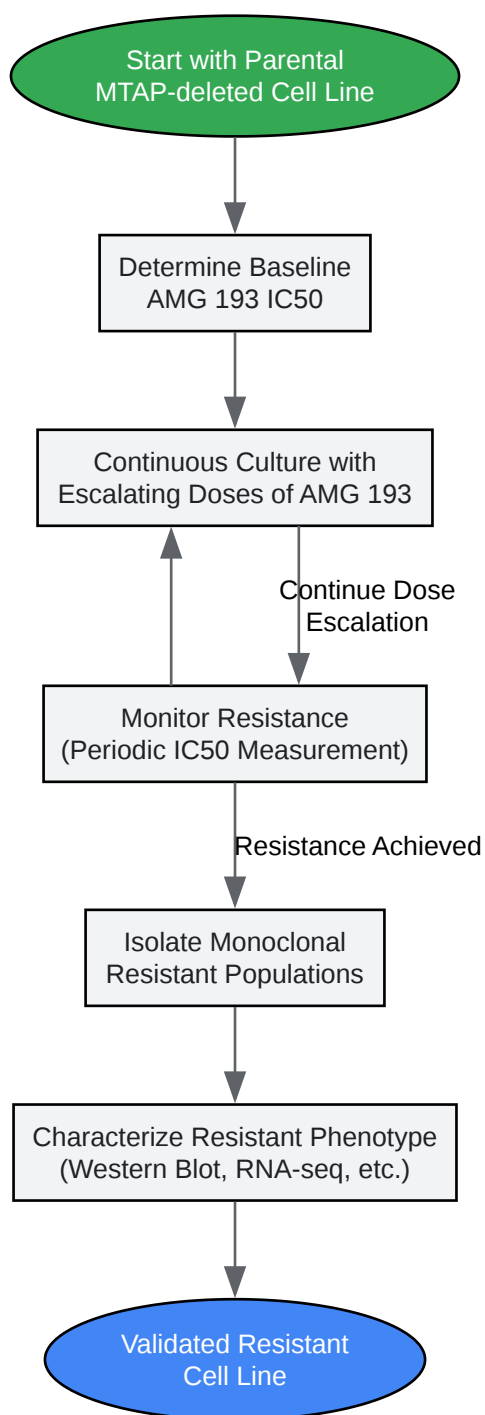 Start with Parental
MTAP-deleted Cell Line
Determine Baseline
AMG 193 IC50
Continuous Culture with
Escalating Doses of AMG 193
Continue Dose
Escalation
Monitor Resistance
(Periodic IC50 Measurement)
Resistance Achieved
Isolate Monoclonal
Resistant Populations
Characterize Resistant Phenotype
(Western Blot, RNA-seq, etc.)
Validated Resistant
Cell Line